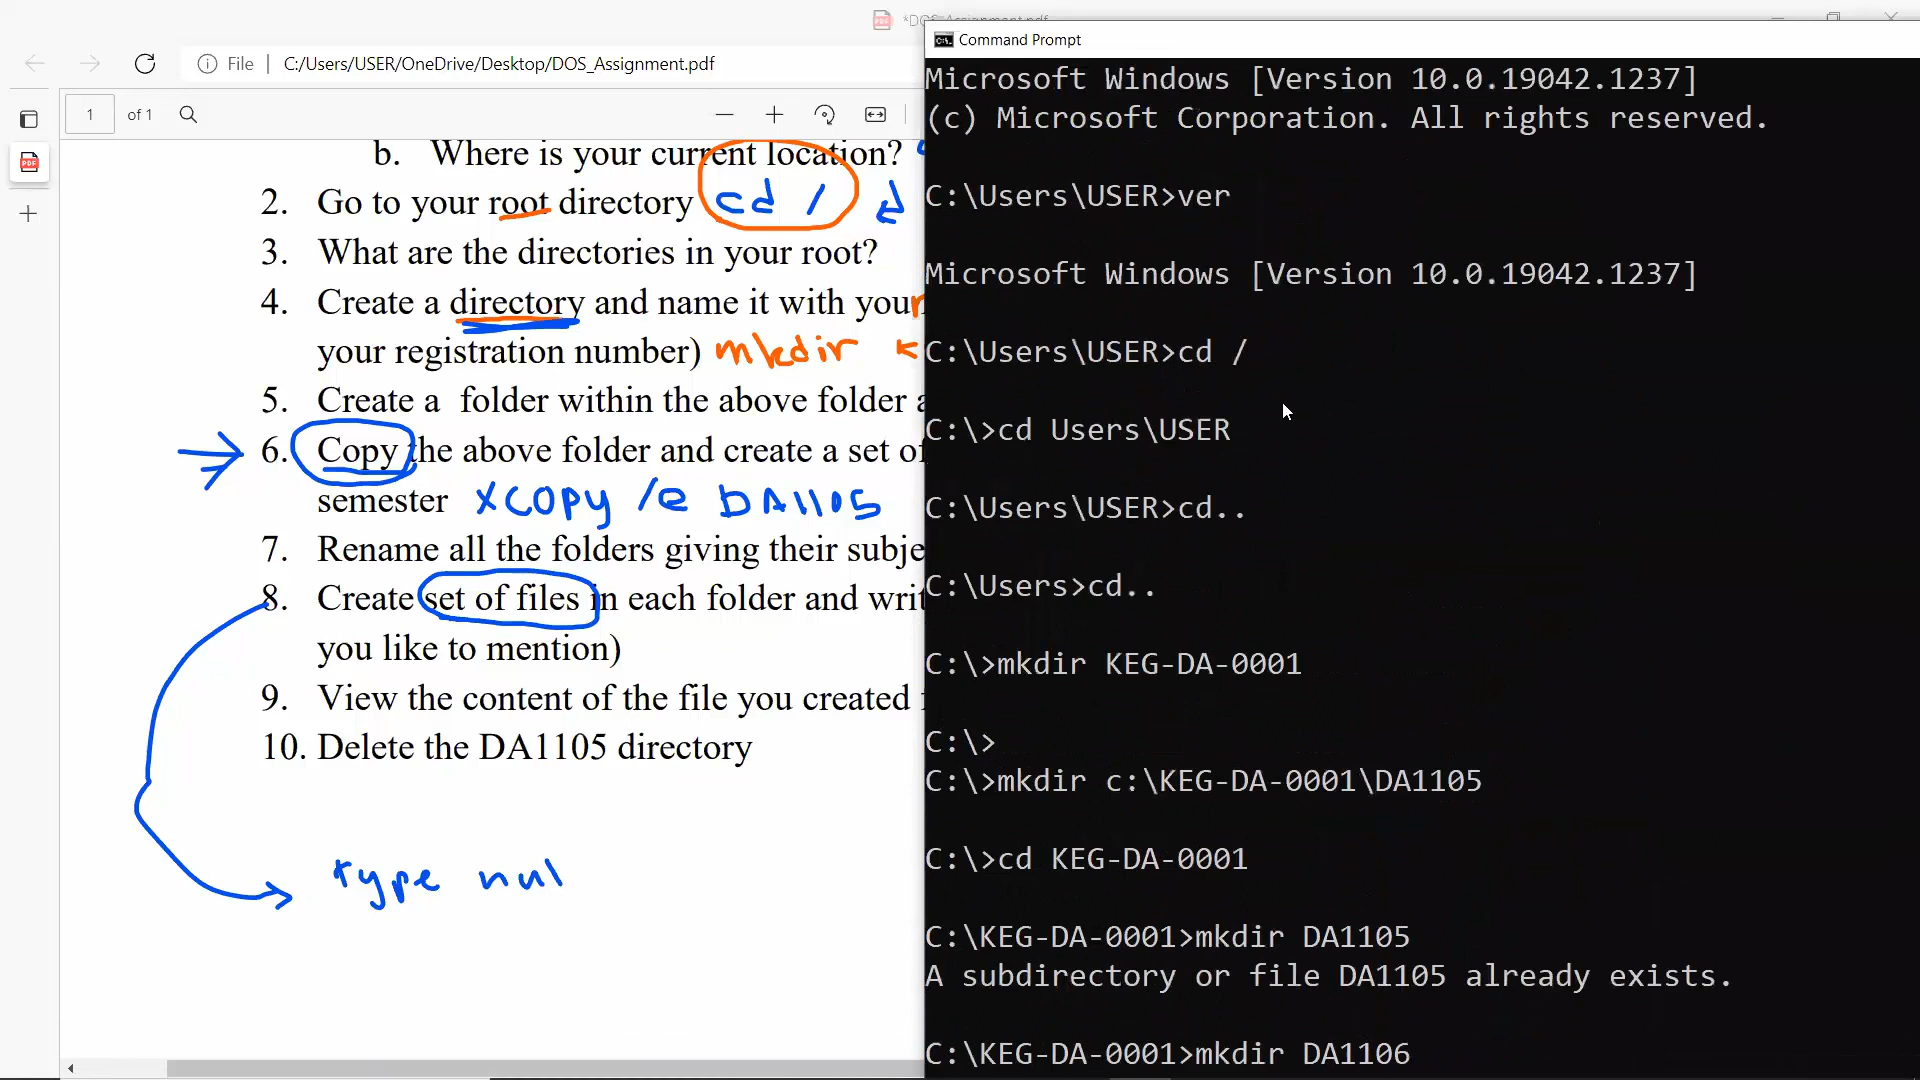 *DOS_Assignment.pdf
File | C:/Users/USER/OneDrive/Desktop/DOS_Assignment.pdf
1 of 1
b. Where is your current location?
2. Go to your root directory cd /
3. What are the directories in your root?
4. Create a directory and name it with your
your registration number) mkdir
5. Create a folder within the above folder a
6. Copy the above folder and create a set of
semester xcopy /e DA1105
7. Rename all the folders giving their subje
8. Create set of files in each folder and writ
you like to mention)
9. View the content of the file you created
10. Delete the DA1105 directory
type nul
Command Prompt
Microsoft Windows [Version 10.0.19042.1237]
(c) Microsoft Corporation. All rights reserved.
C:\Users\USER>ver
Microsoft Windows [Version 10.0.19042.1237]
C:\Users\USER>cd /
C:\>cd Users\USER
C:\Users\USER>cd..
C:\Users>cd..
C:\>mkdir KEG-DA-0001
C:\>
C:\>mkdir c:\KEG-DA-0001\DA1105
C:\>cd KEG-DA-0001
C:\KEG-DA-0001>mkdir DA1105
A subdirectory or file DA1105 already exists.
C:\KEG-DA-0001>mkdir DA1106